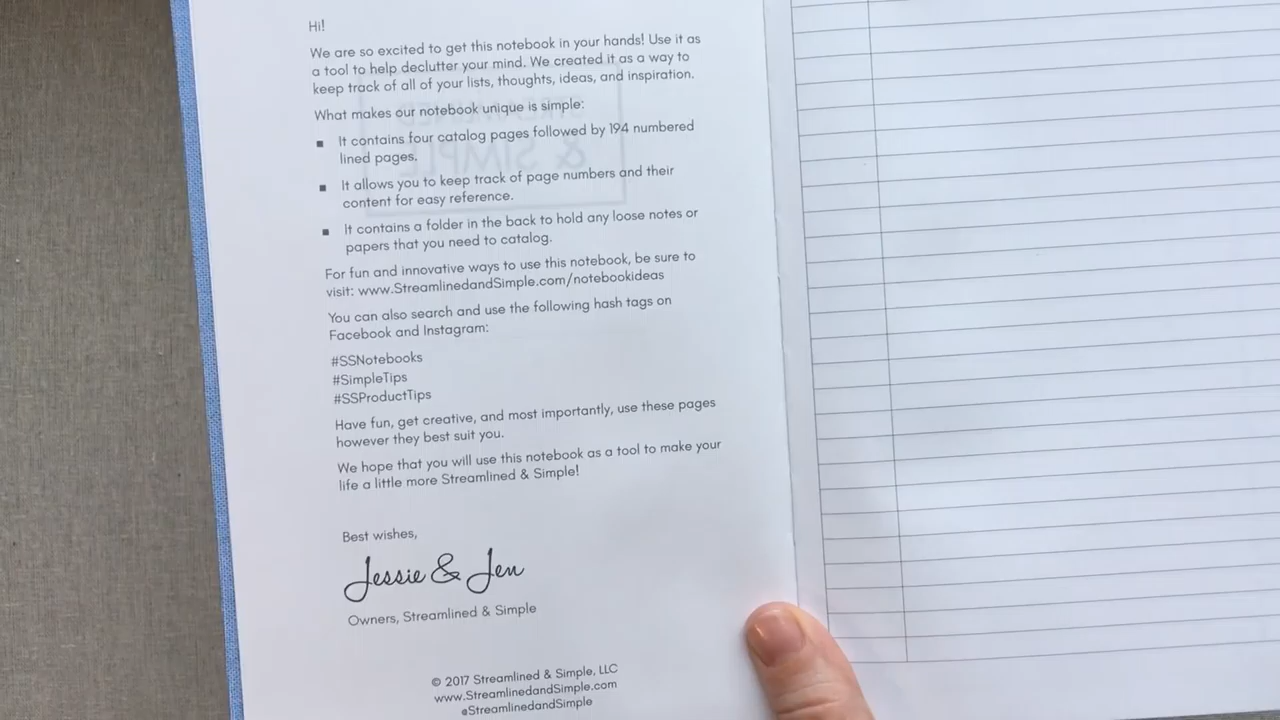 Hi!
We are so excited to get this notebook in your hands! Use it as
a tool to help declutter your mind. We created it as a way to
keep track of all of your lists, thoughts, ideas, and inspiration.
What makes our notebook unique is simple:
▪ It contains four catalog pages followed by 194 numbered
lined pages.
▪ It allows you to keep track of page numbers and their
content for easy reference.
▪ It contains a folder in the back to hold any loose notes or
papers that you need to catalog.
For fun and innovative ways to use this notebook, be sure to
visit: www.StreamlinedandSimple.com/notebookideas
You can also search and use the following hash tags on
Facebook and Instagram:
#SSNotebooks
#SimpleTips
#SSProductTips
Have fun, get creative, and most importantly, use these pages
however they best suit you.
We hope that you will use this notebook as a tool to make your
life a little more Streamlined & Simple!
Best wishes,
Jessie & Jen
Owners, Streamlined & Simple
© 2017 Streamlined & Simple, LLC
www.StreamlinedandSimple.com
@StreamlinedandSimple